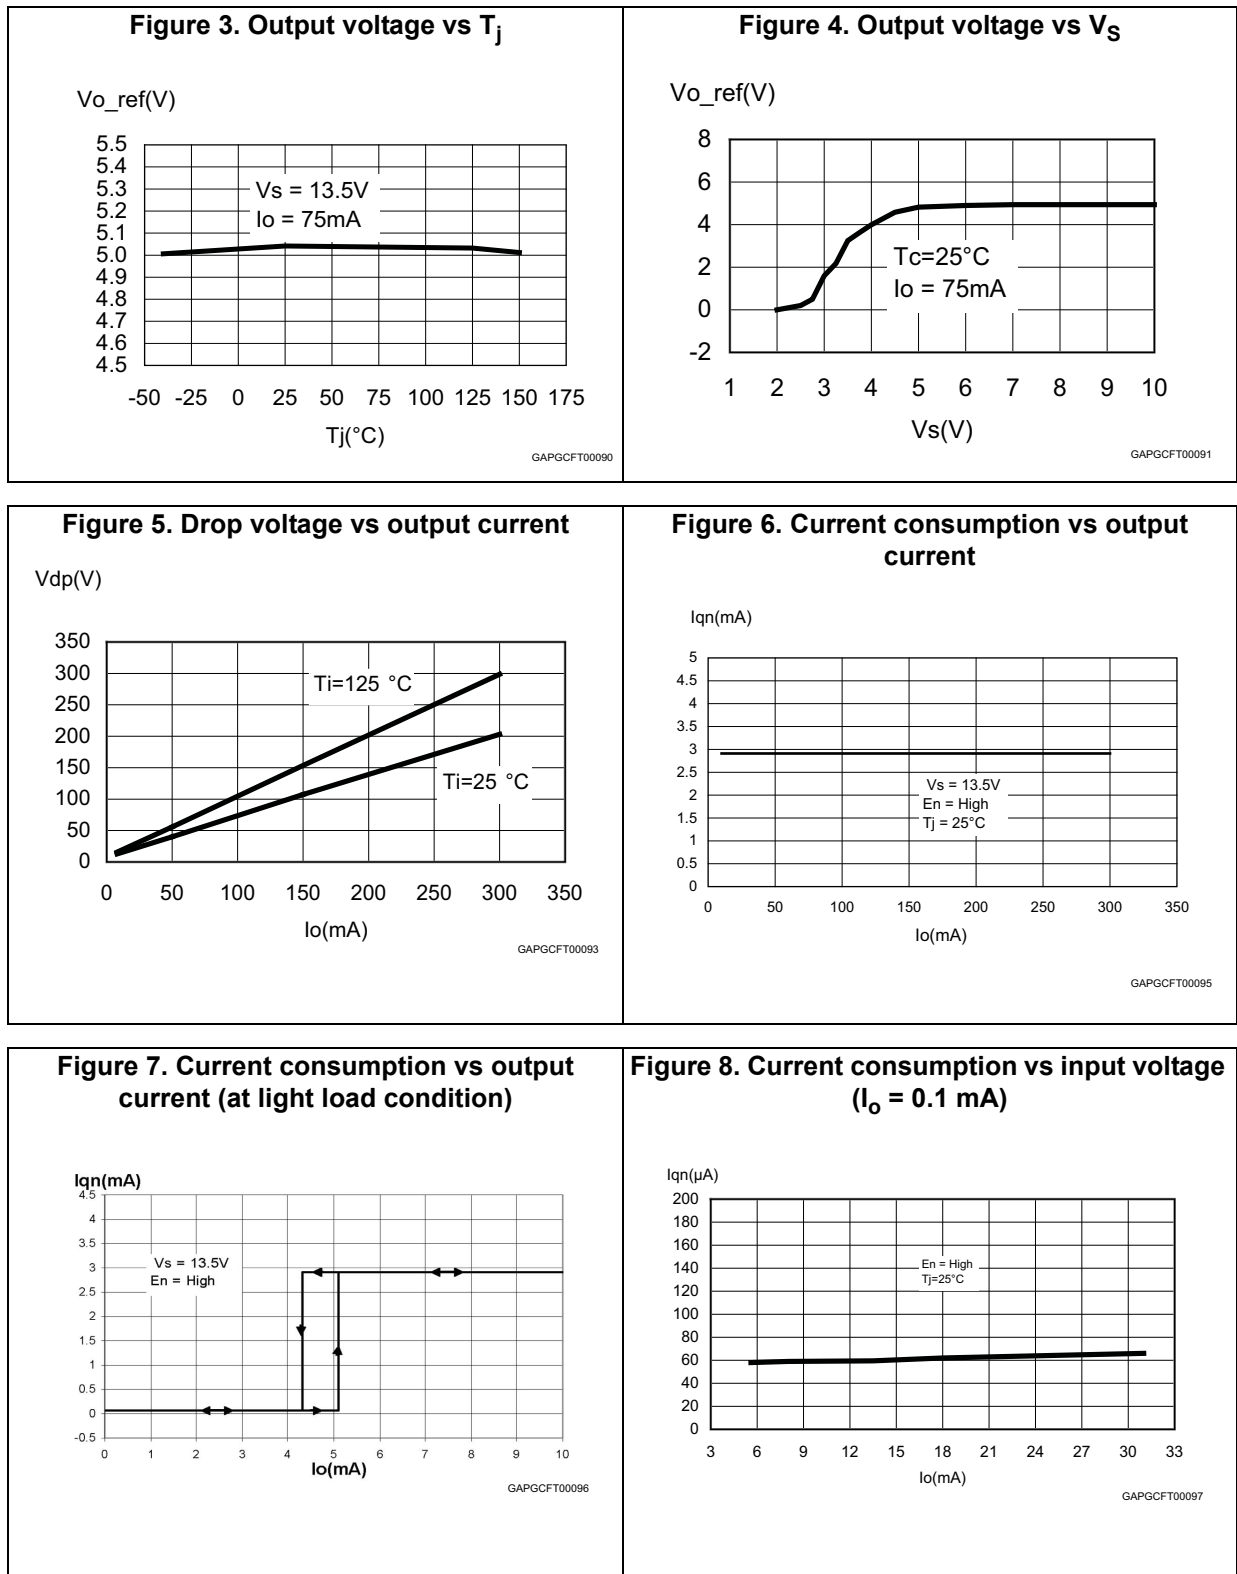 Figure 3. Output voltage vs Tj
Vo_ref(V)
5.5
5.4
5.3
5.2
5.1
5.0
4.9
4.8
4.7
4.6
4.5
Vs = 13.5V
Io = 75mA
-50 -25 0 25 50 75 100 125 150 175
Tj(°C)
GAPGCFT00090
Figure 4. Output voltage vs VS
Vo_ref(V)
8
6
4
2
0
-2
Tc=25°C
Io = 75mA
1 2 3 4 5 6 7 8 9 10
Vs(V)
GAPGCFT00091
Figure 5. Drop voltage vs output current
Vdp(V)
350
300
250
200
150
100
50
0
Ti=125 °C
Ti=25 °C
0 50 100 150 200 250 300 350
Io(mA)
GAPGCFT00093
Figure 6. Current consumption vs output
current
Iqn(mA)
5
4.5
4
3.5
3
2.5
2
1.5
1
0.5
0
Vs = 13.5V
En = High
Tj = 25°C
0 50 100 150 200 250 300 350
Io(mA)
GAPGCFT00095
Figure 7. Current consumption vs output
current (at light load condition)
Iqn(mA)
4.5
4
3.5
3
2.5
2
1.5
1
0.5
0
-0.5
Vs = 13.5V
En = High
0 1 2 3 4 5 6 7 8 9 10
Io(mA)
GAPGCFT00096
Figure 8. Current consumption vs input voltage
(Io = 0.1 mA)
Iqn(µA)
200
180
160
140
120
100
80
60
40
20
0
En = High
Tj=25°C
3 6 9 12 15 18 21 24 27 30 33
Io(mA)
GAPGCFT00097